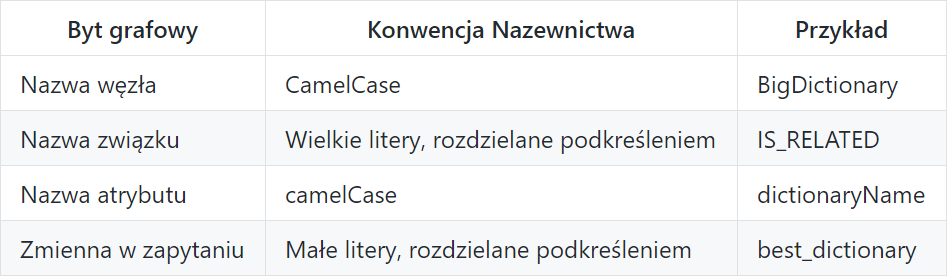 Byt grafowy Konwencja Nazewnictwa Przykład
Nazwa węzła CamelCase BigDictionary
Nazwa związku Wielkie litery, rozdzielane podkreśleniem IS_RELATED
Nazwa atrybutu camelCase dictionaryName
Zmienna w zapytaniu Małe litery, rozdzielane podkreśleniem best_dictionary